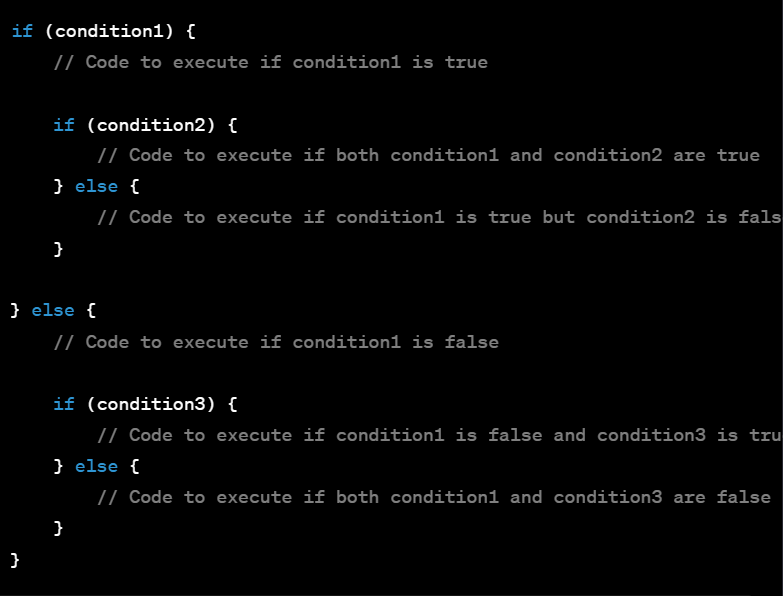 if (condition1) {
    // Code to execute if condition1 is true

    if (condition2) {
        // Code to execute if both condition1 and condition2 are true
    } else {
        // Code to execute if condition1 is true but condition2 is fals
    }

} else {
    // Code to execute if condition1 is false

    if (condition3) {
        // Code to execute if condition1 is false and condition3 is tru
    } else {
        // Code to execute if both condition1 and condition3 are false
    }
}